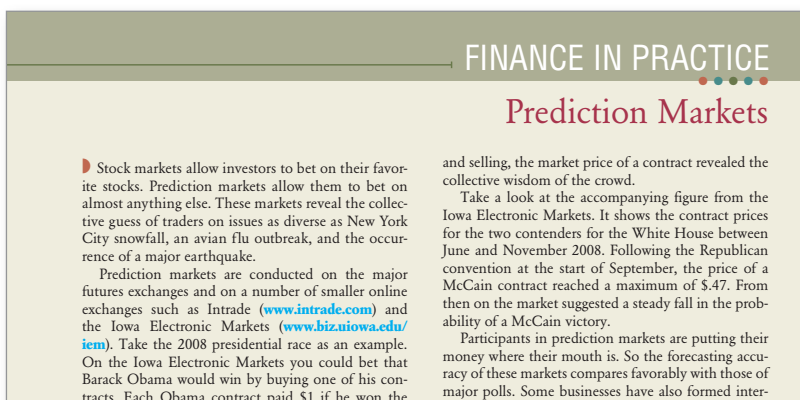 FINANCE IN PRACTICE
Prediction Markets
Stock markets allow investors to bet on their favor-
ite stocks. Prediction markets allow them to bet on
almost anything else. These markets reveal the collec-
tive guess of traders on issues as diverse as New York
City snowfall, an avian flu outbreak, and the occur-
rence of a major earthquake.
Prediction markets are conducted on the major
futures exchanges and on a number of smaller online
exchanges such as Intrade (www.intrade.com) and
the Iowa Electronic Markets (www.biz.uiowa.edu/
iem). Take the 2008 presidential race as an example.
On the Iowa Electronic Markets you could bet that
Barack Obama would win by buying one of his con-
tracts. Each Obama contract paid $1 if he won the
and selling, the market price of a contract revealed the
collective wisdom of the crowd.
Take a look at the accompanying figure from the
Iowa Electronic Markets. It shows the contract prices
for the two contenders for the White House between
June and November 2008. Following the Republican
convention at the start of September, the price of a
McCain contract reached a maximum of $.47. From
then on the market suggested a steady fall in the prob-
ability of a McCain victory.
Participants in prediction markets are putting their
money where their mouth is. So the forecasting accu-
racy of these markets compares favorably with those of
major polls. Some businesses have also formed inter-